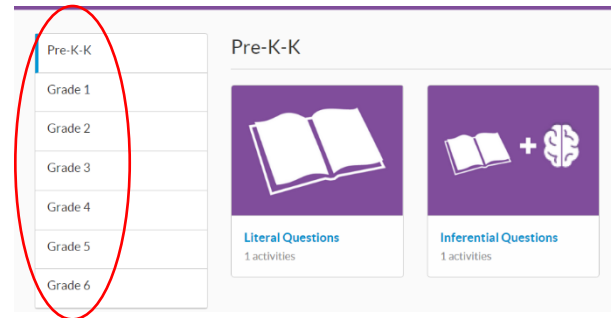 Pre-K-K
Grade 1
Grade 2
Grade 3
Grade 4
Grade 5
Grade 6
Pre-K-K
Literal Questions
1 activities
Inferential Questions
1 activities